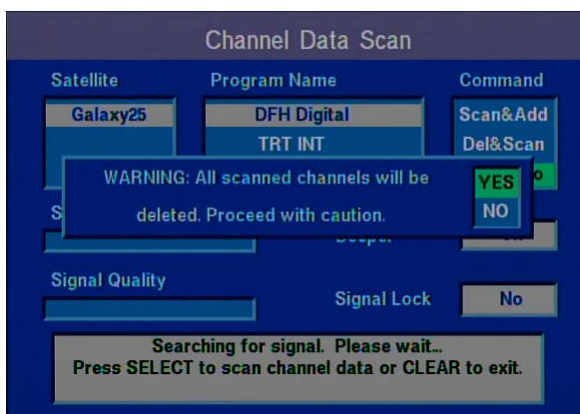 Channel Data Scan
Satellite Program Name Command
Galaxy25 DFH Digital Scan&Add
TRT INT Del&Scan
WARNING: All scanned channels will be YES
deleted. Proceed with caution. NO
Signal Quality
Signal Lock No
Searching for signal. Please wait...
Press SELECT to scan channel data or CLEAR to exit.